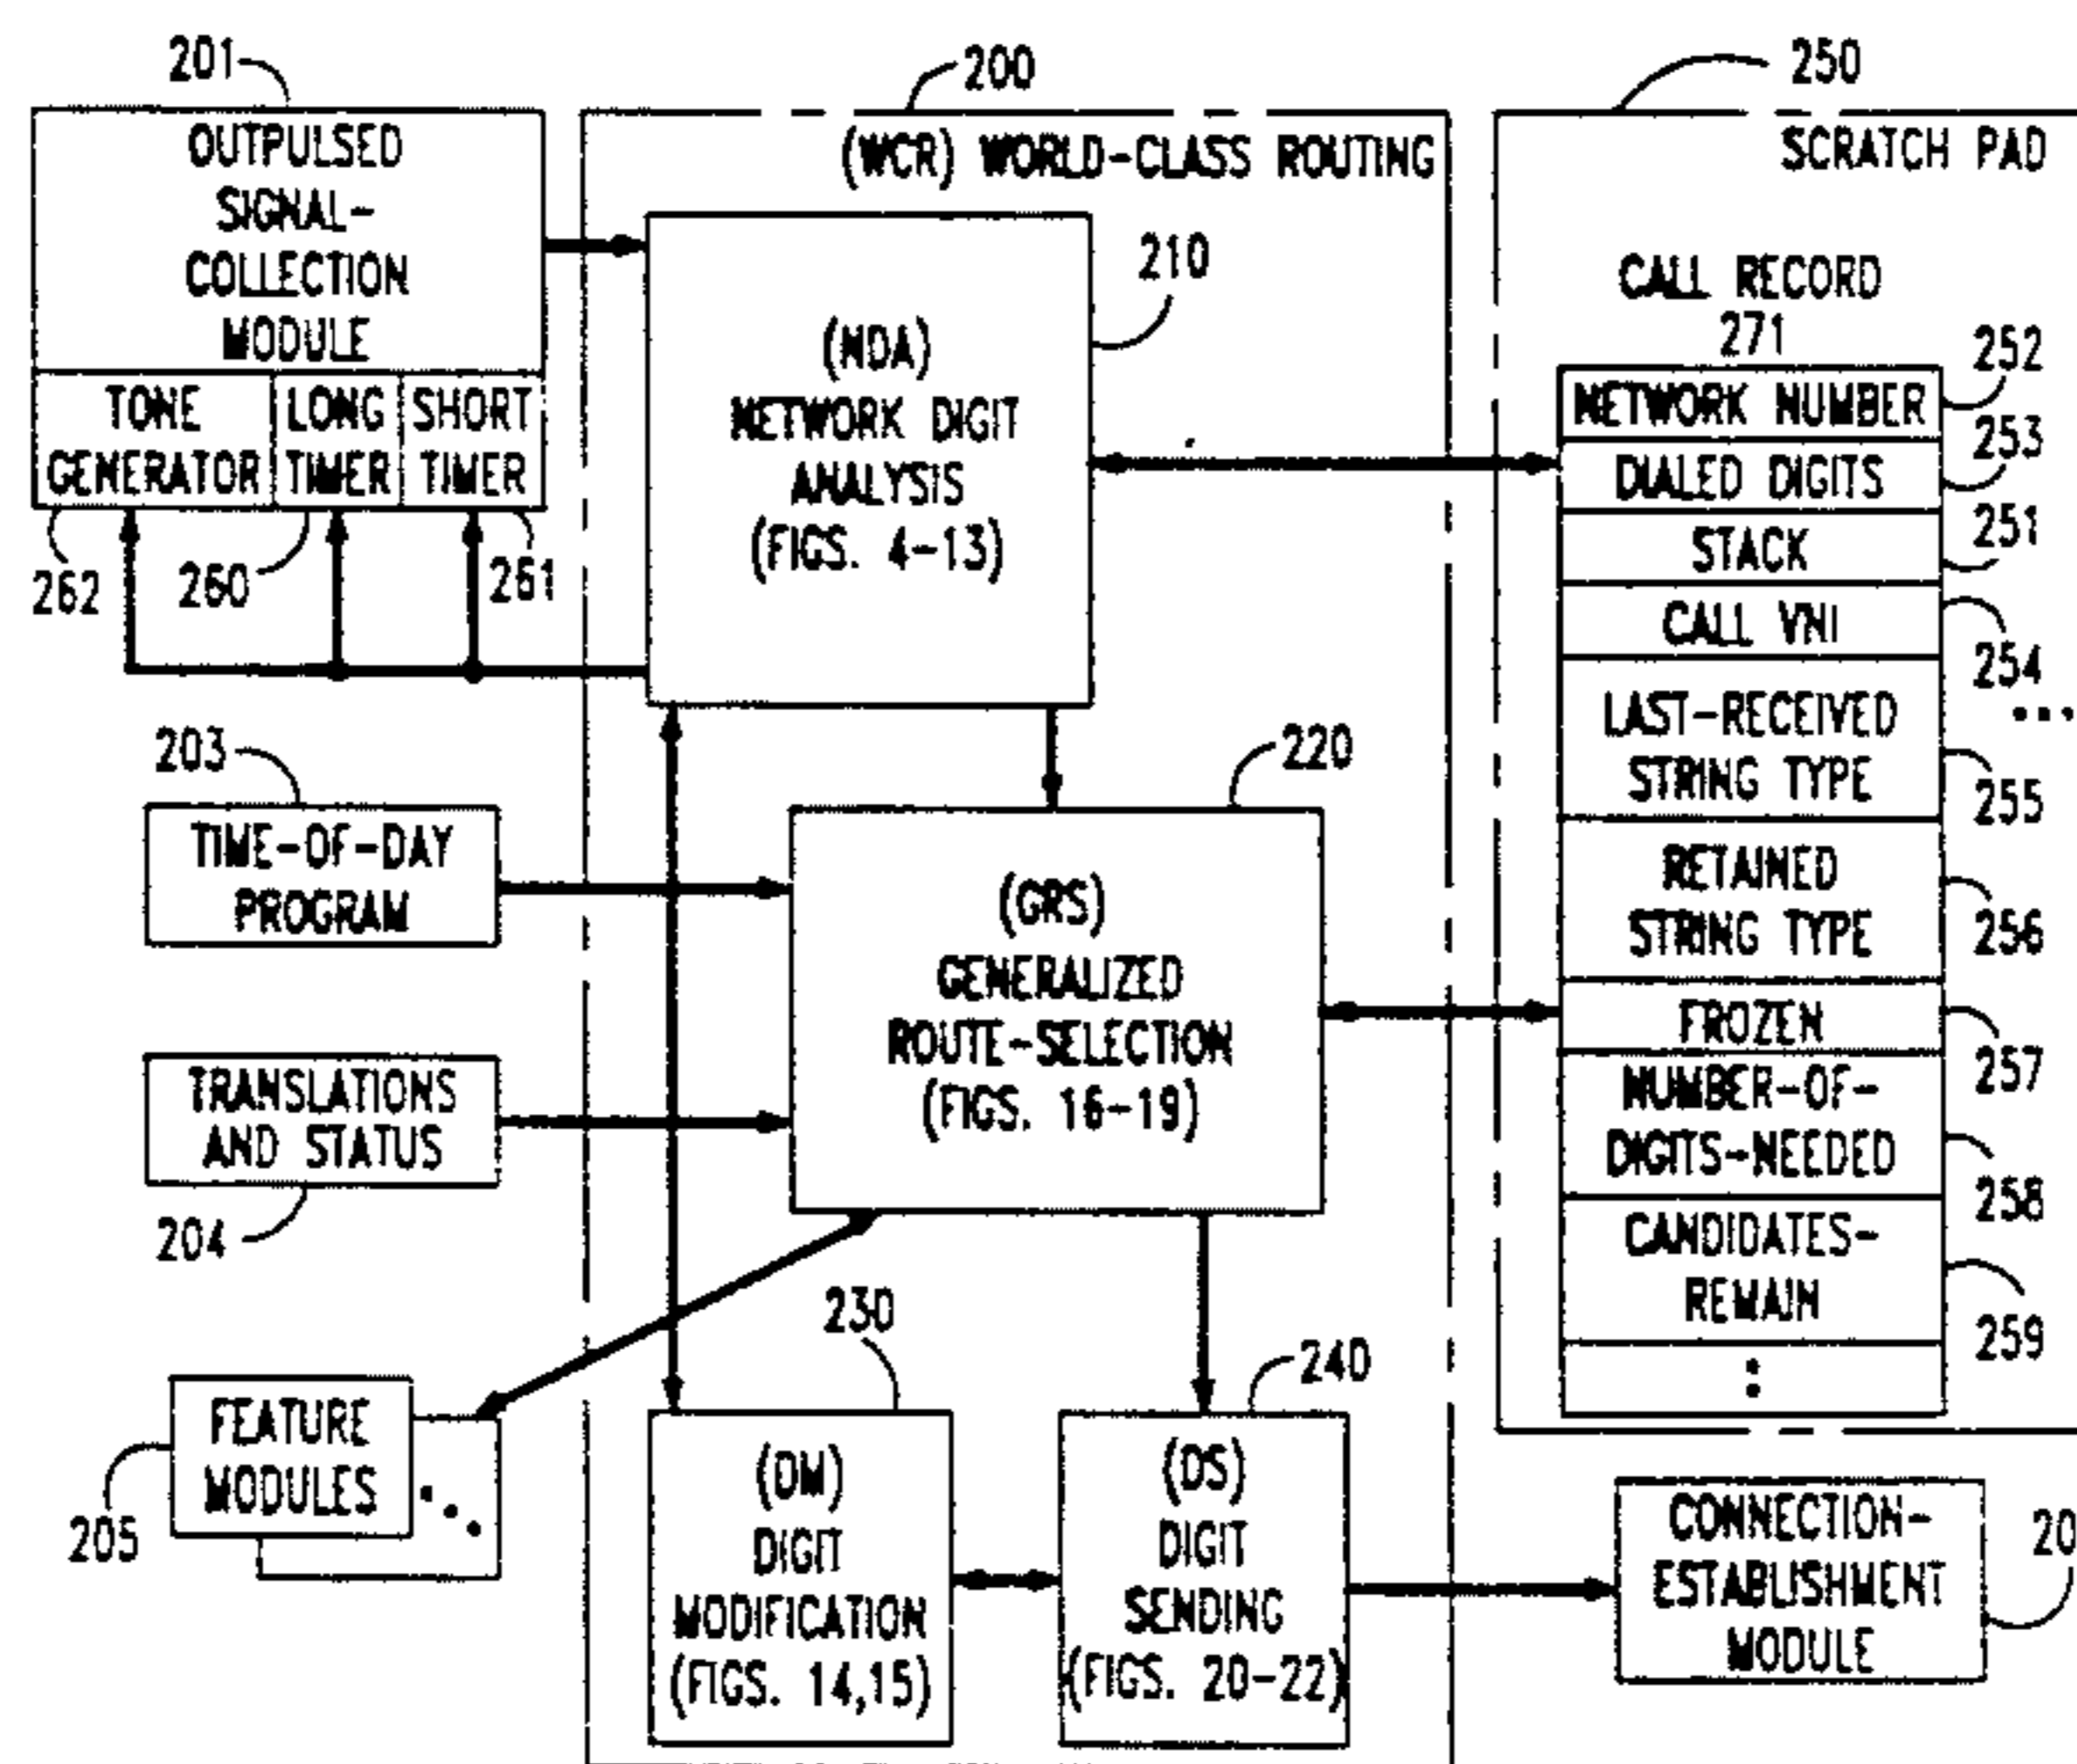 201
200
250
OUTPULSED
SIGNAL-
COLLECTION
MODULE
TONE
GENERATOR
LONG
TIMER
SHORT
TIMER
262
260
261
(WCR) WORLD-CLASS ROUTING
210
(NDA)
NETWORK DIGIT
ANALYSIS
(FIGS. 4-13)
203
TIME-OF-DAY
PROGRAM
220
(GRS)
GENERALIZED
ROUTE-SELECTION
(FIGS. 16-19)
TRANSLATIONS
AND STATUS
204
FEATURE
MODULES
205
230
(DM)
DIGIT
MODIFICATION
(FIGS. 14,15)
240
(DS)
DIGIT
SENDING
(FIGS. 20-22)
SCRATCH PAD
CALL RECORD
271
NETWORK NUMBER
252
DIALED DIGITS
253
STACK
251
CALL VNI
254
LAST-RECEIVED
STRING TYPE
255
RETAINED
STRING TYPE
256
FROZEN
257
NUMBER-OF-
DIGITS-NEEDED
258
CANDIDATES-
REMAIN
259
CONNECTION-
ESTABLISHMENT
MODULE